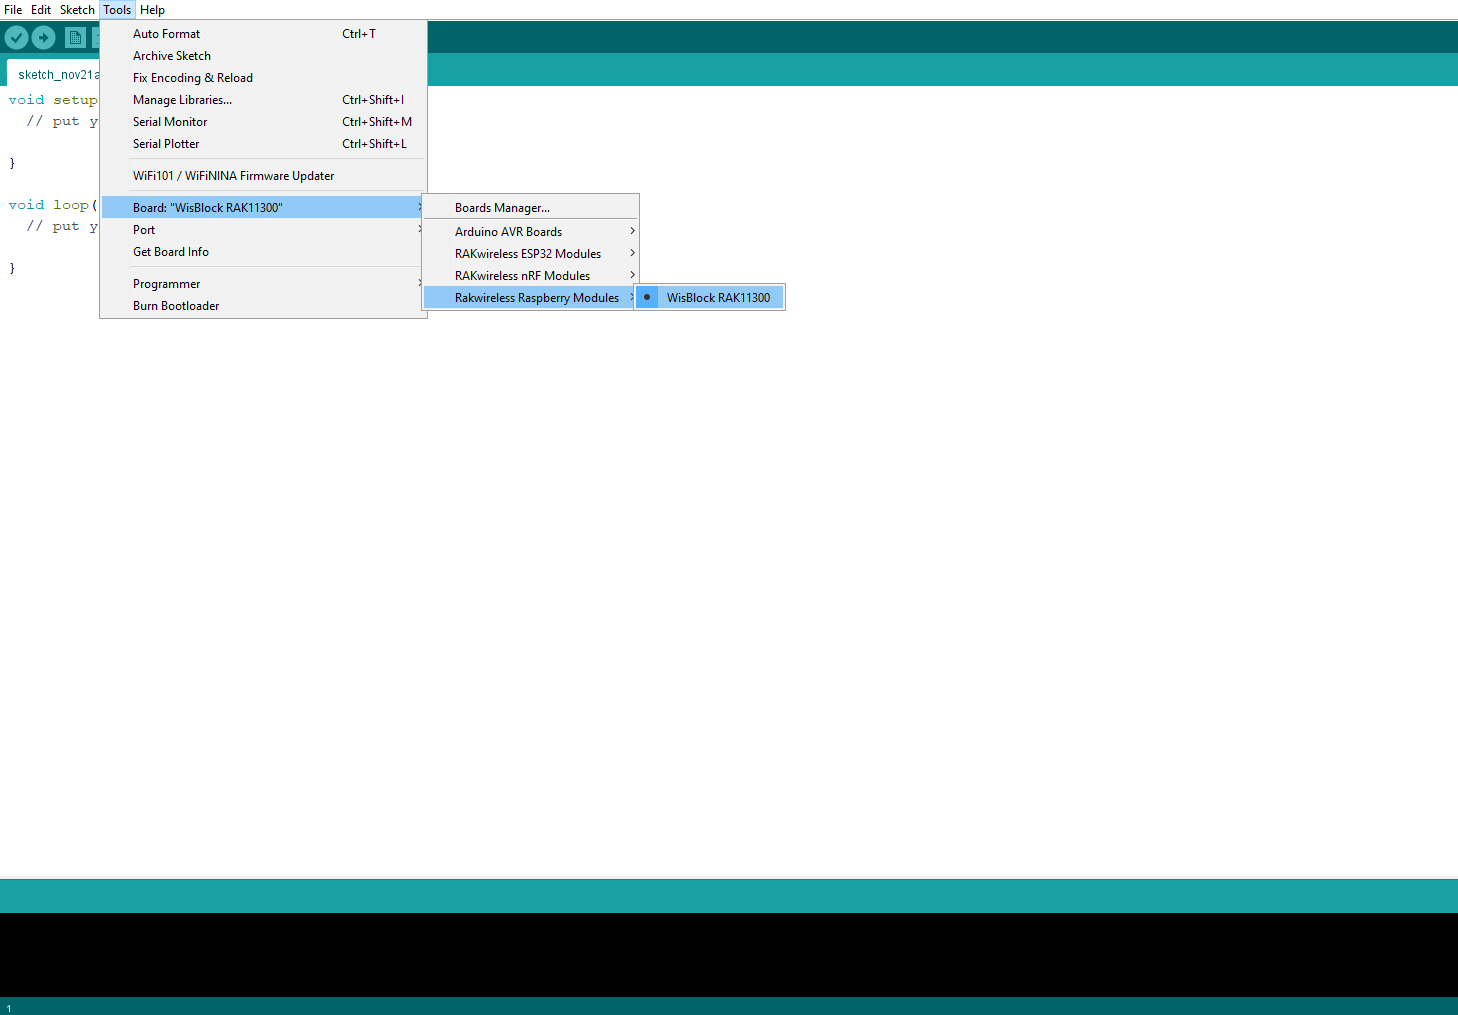 File Edit Sketch Tools Help
Auto Format Ctrl+T
Archive Sketch
sketch_nov21a
Fix Encoding & Reload
void setup
Manage Libraries... Ctrl+Shift+I
// put y
Serial Monitor Ctrl+Shift+M
Serial Plotter Ctrl+Shift+L
}
WiFi101 / WiFiNINA Firmware Updater
void loop(
Board: "WisBlock RAK11300"
Boards Manager...
// put y
Port
Arduino AVR Boards
Get Board Info
RAKwireless ESP32 Modules
}
RAKwireless nRF Modules
Programmer
Rakwireless Raspberry Modules
WisBlock RAK11300
Burn Bootloader
1